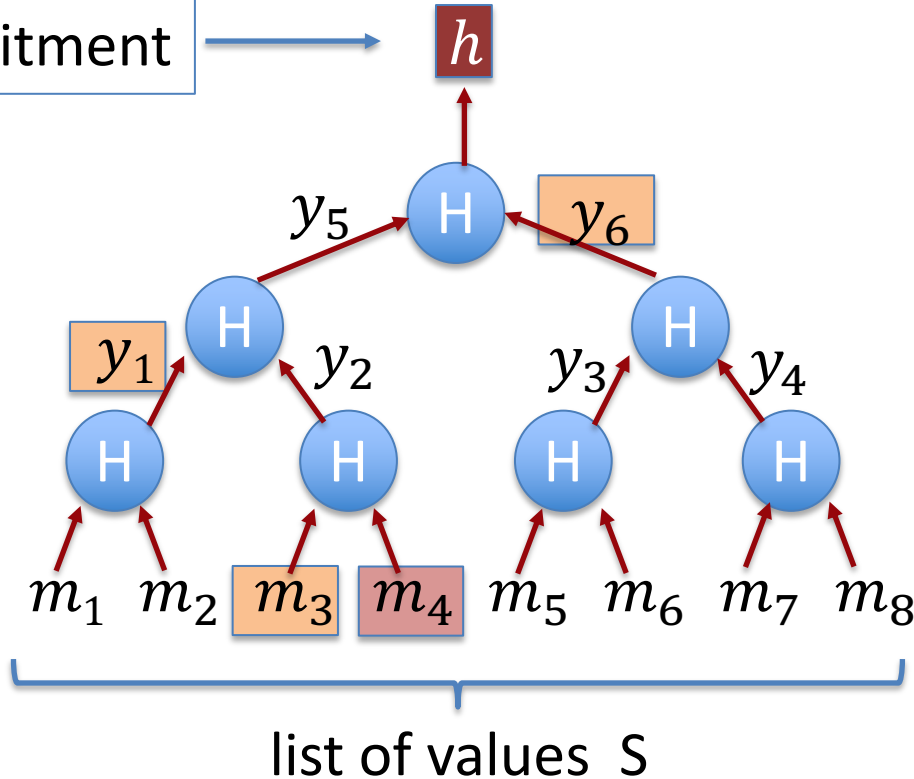 itment
h
H
y₅
y₆
H
H
y₁
y₂
y₃
y₄
H
H
H
H
m₁ m₂ m₃ m₄ m₅ m₆ m₇ m₈
list of values S